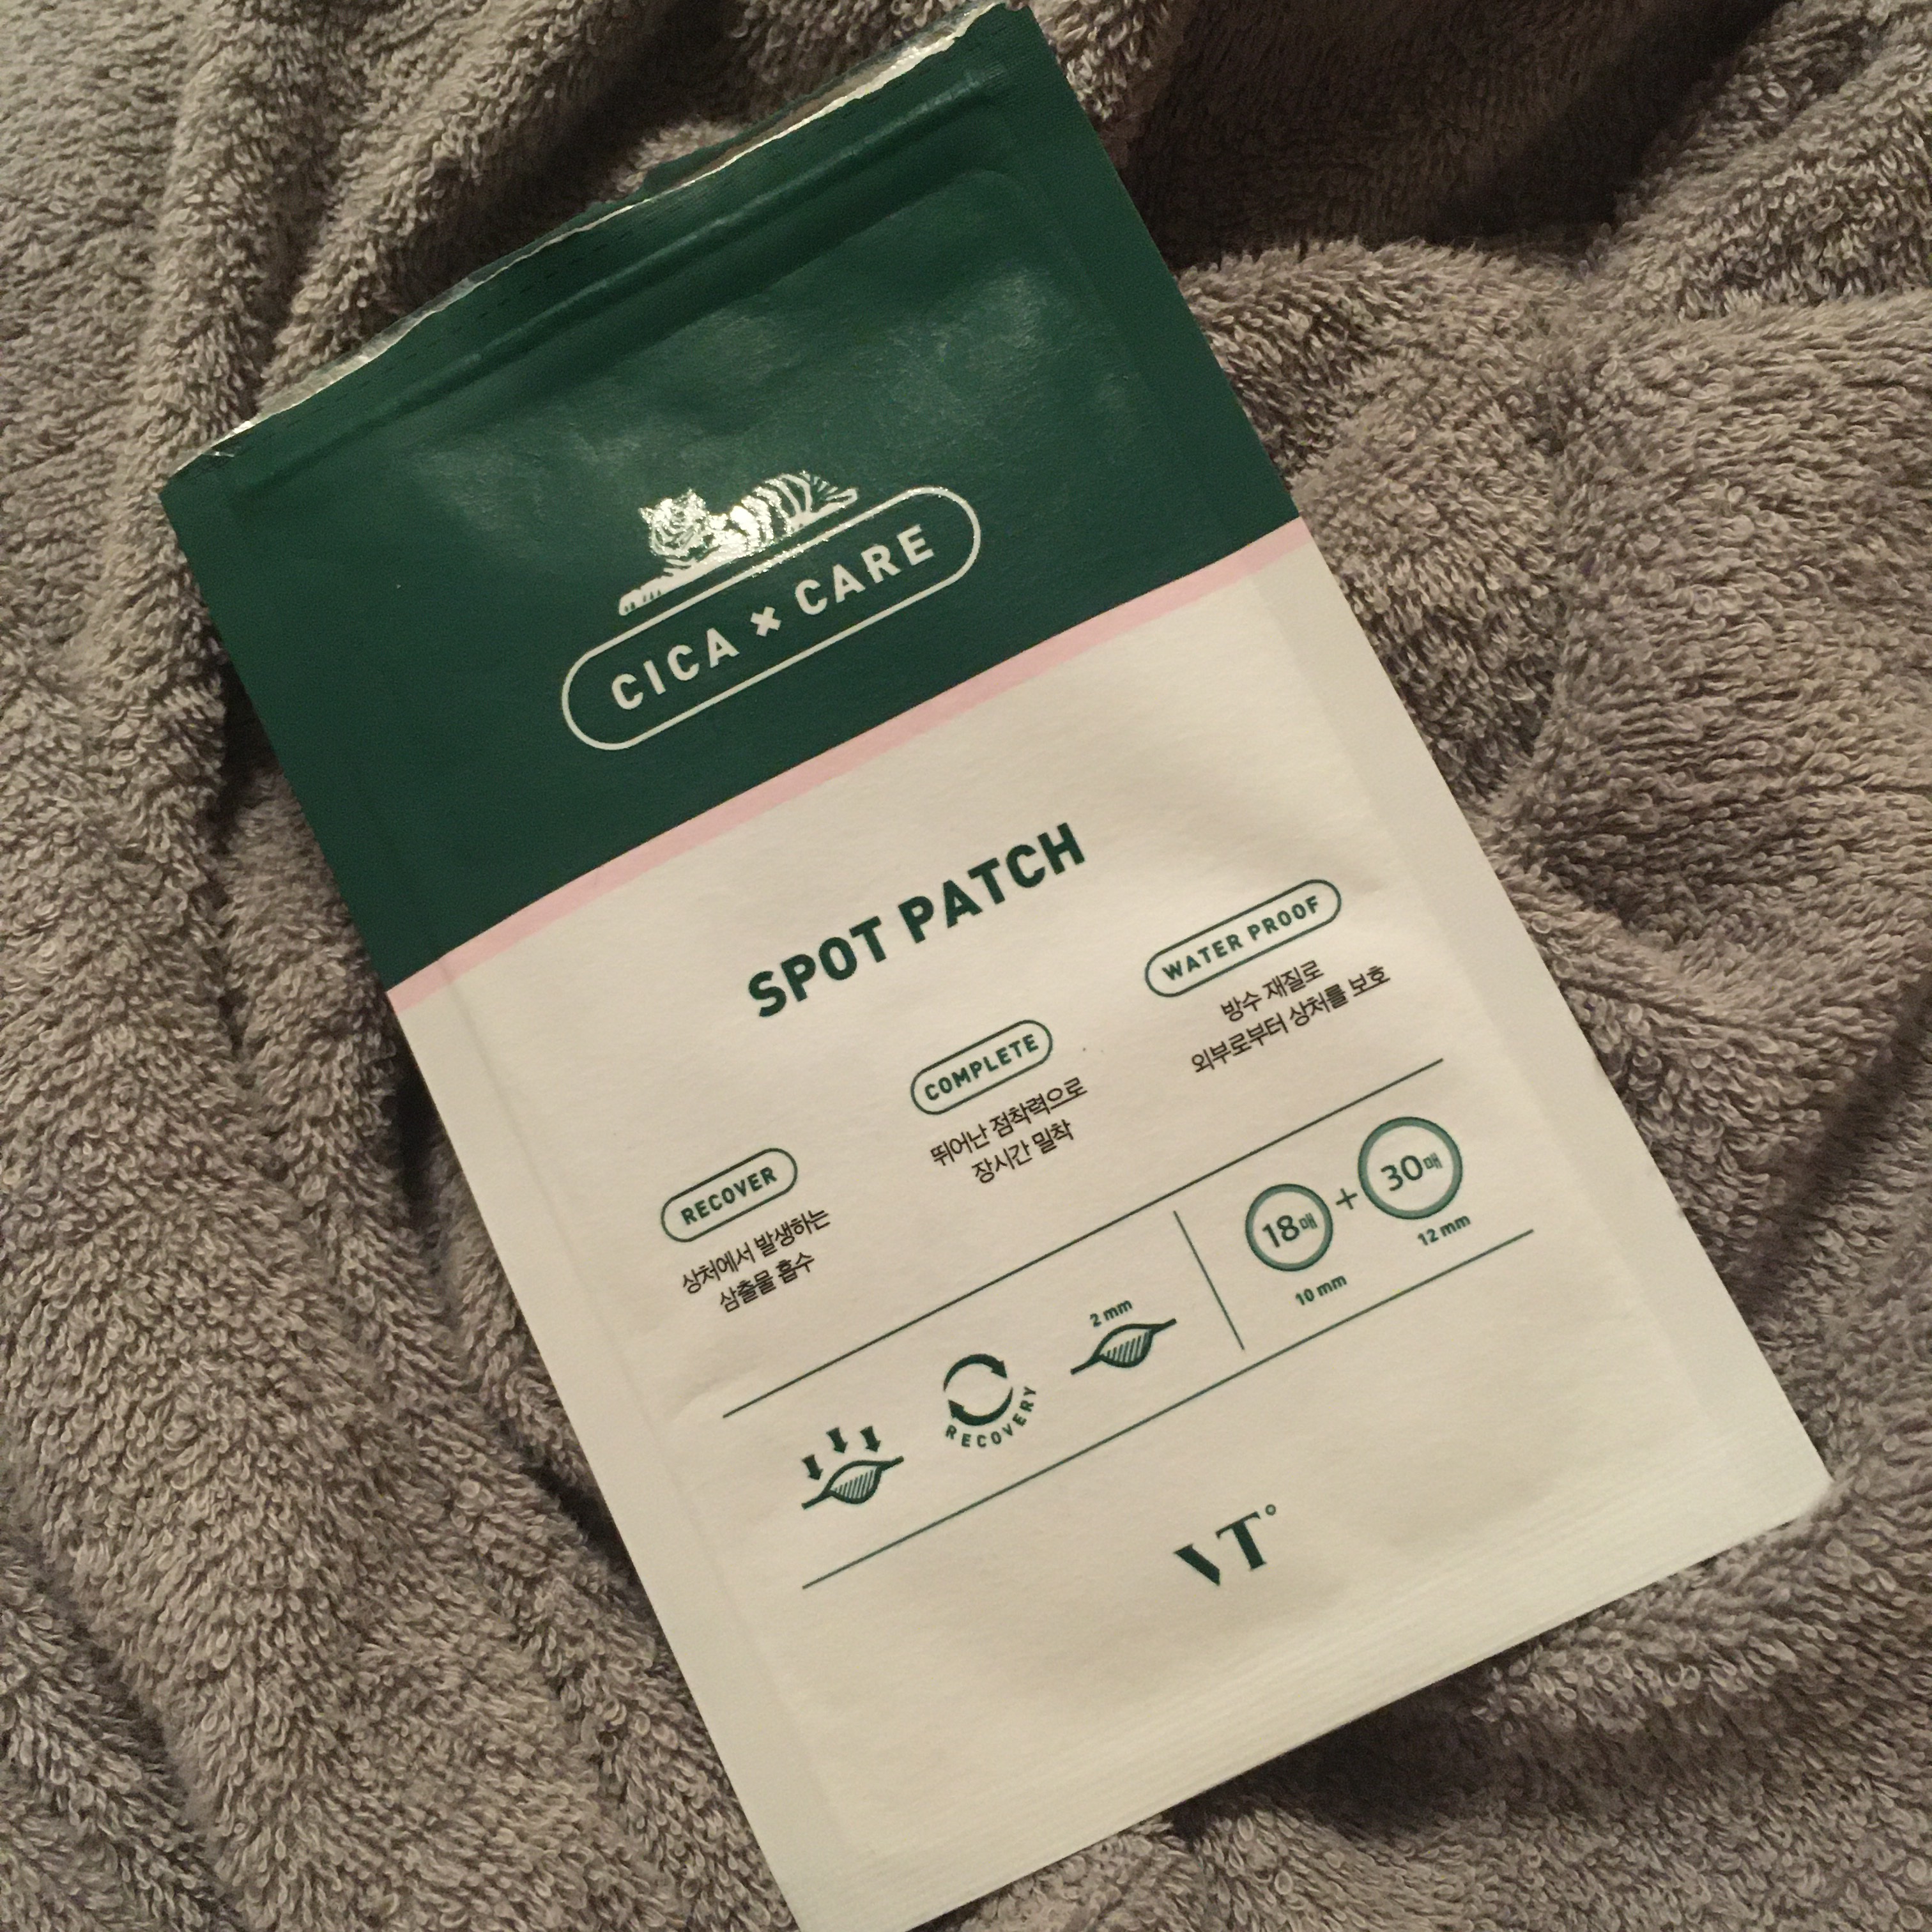 CICA × CARE
SPOT PATCH
RECOVER
상처에서 발생하는
삼출물 흡수
COMPLETE
뛰어난 점착력으로
장시간 밀착
WATER PROOF
방수 재질로
외부로부터 상처를 보호
RECOVERY
2 mm
18매 + 30매
10 mm
12 mm
VT